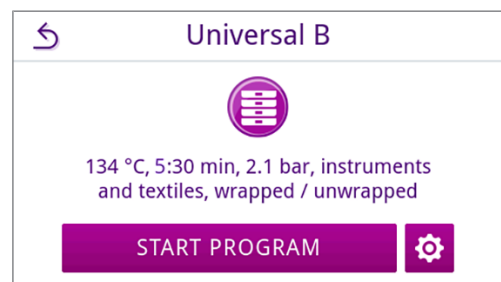 Universal B
134 °C, 5:30 min, 2.1 bar, instruments
and textiles, wrapped / unwrapped
START PROGRAM